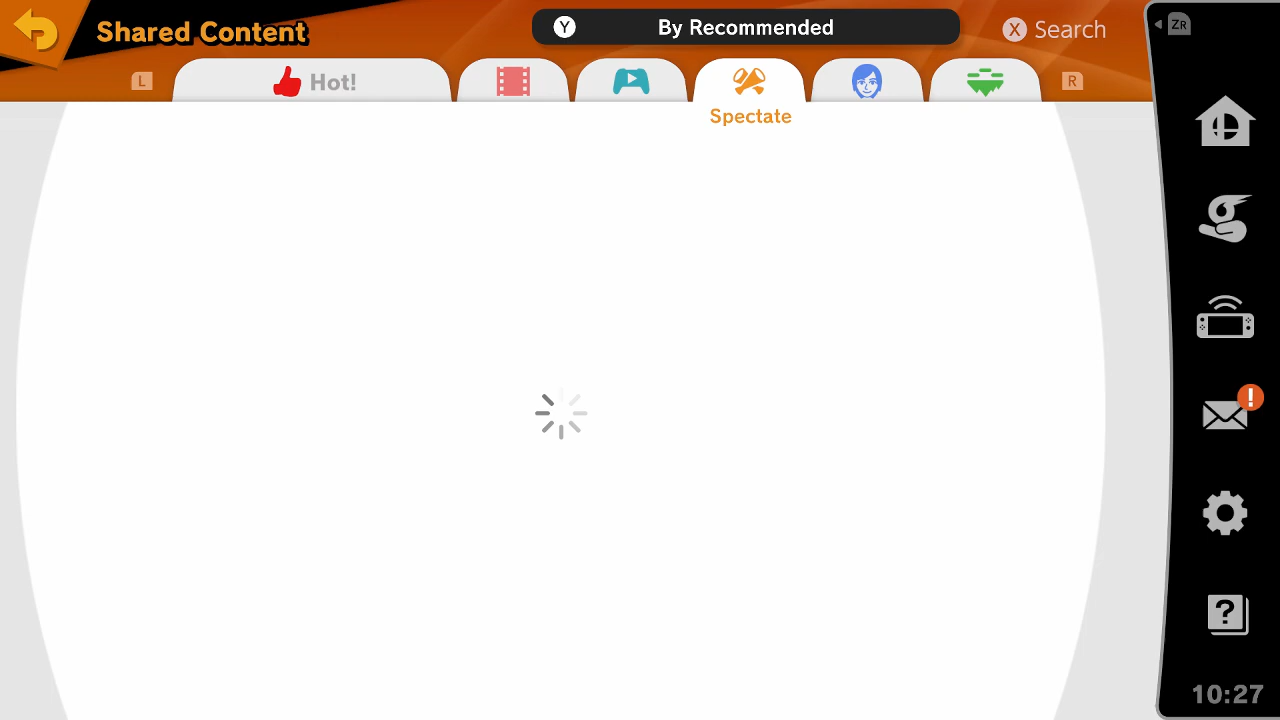 Shared Content
Y By Recommended
X Search
ZR
L
Hot!
R
Spectate
!
?
10:27